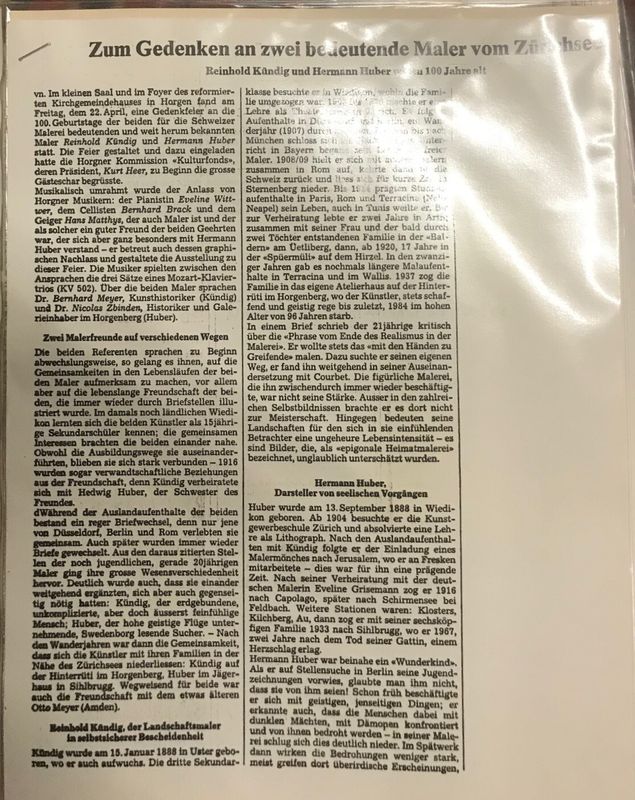 Zum Gedenken an zwei bedeutende Maler vom Zürichsee
Reinhold Kündig und Hermann Huber 100 Jahre alt
vn. Im kleinen Saal und im Foyer des reformier-
ten Kirchgemeindehauses in Horgen fand am
Freitag, dem 22. April, eine Gedenkfeier an die
100. Geburtstage der beiden für die Schweizer
Malerei bedeutenden und weit herum bekannten
Maler Reinhold Kündig und Hermann Huber
statt. Die Feier gestaltet und dazu eingeladen
hatte die Horgner Kommission «Kulturfonds»,
deren Präsident, Kurt Heer, zu Beginn die grosse
Gästeschar begrüsste.
Musikalisch umrahmt wurde der Anlass von
Horgner Musikern: der Pianistin Eveline Witt-
wer, dem Cellisten Bernhard Brack und dem
Geiger Hans Matthys, der auch Maler ist und der
als solcher ein guter Freund der beiden Geehrten
war, der sich aber ganz besonders mit Hermann
Huber verstand – er betreut auch dessen graphi-
schen Nachlass und gestaltete die Ausstellung zu
dieser Feier. Die Musiker spielten zwischen den
Ansprachen die drei Sätze eines Mozart-Klavier-
trios (KV 502). Über die beiden Maler sprachen
Dr. Bernhard Meyer, Kunsthistoriker (Kündig)
und Dr. Nicolas Zbinden, Historiker und Gale-
rieinhaber im Horgenberg (Huber).
Zwei Malerfreunde auf verschiedenen Wegen
Die beiden Referenten sprachen zu Beginn
abwechslungsweise, so gelang es ihnen, auf die
Gemeinsamkeiten in den Lebensläufen der bei-
den Maler aufmerksam zu machen, vor allem
aber auf die lebenslange Freundschaft der bei-
den, die immer wieder durch Briefstellen illu-
striert wurde. Im damals noch ländlichen Wiedi-
kon lernten sich die beiden Künstler als 15jähri-
ge Sekundarschüler kennen; die gemeinsamen
Interessen brachten die beiden einander nahe.
Obwohl die Ausbildungswege sie auseinander-
führten, blieben sie sich stark verbunden – 1916
wurden sogar verwandtschaftliche Beziehungen
aus der Freundschaft, denn Kündig verheiratete
sich mit Hedwig Huber, der Schwester des
Freundes.
dWährend der Auslandaufenthalte der beiden
bestand ein reger Briefwechsel, denn nur jene
von Düsseldorf, Berlin und Rom verlebten sie
gemeinsam. Auch später wurden immer wieder
Briefe gewechselt. Aus den daraus zitierten Stel-
len der noch jugendlichen, gerade 20jährigen
Maler ging ihre grosse Wesensverschiedenheit
hervor. Deutlich wurde auch, dass sie einander
weitgehend ergänzten, sich aber auch gegensei-
tig nötig hatten: Kündig, der erdgebundene,
unkomplizierte, aber doch äusserst feinfühlige
Mensch; Huber, der hohe geistige Flüge unter-
nehmende, Swedenborg lesende Sucher. – Nach
den Wanderjahren war dann die Gemeinsamkeit,
dass sich die Künstler mit ihren Familien in der
Nähe des Zürichsees niederliessen: Kündig auf
der Hinterrüti im Horgenberg, Huber im Jäger-
haus in Sihlbrugg. Wegweisend für beide war
auch die Freundschaft mit dem etwas älteren
Otto Meyer (Amden).
Reinhold Kündig, der Landschaftsmaler
in selbstsicherer Bescheidenheit
Kündig wurde am 15. Januar 1888 in Uster gebo-
ren, wo er auch aufwuchs. Die dritte Sekundar-
klasse besuchte er in Wiedikon, wohin die Fami-
lie umgezogen war. machte er eine
Lehre als
Aufenthalte in
derjahr (1907)
München schloss
richt in Bayern
Maler. 1908/09 hielt er sich mit
zusammen in Rom auf, kehrte dann in die
Schweiz zurück und liess sich für kurze Zeit in
Sternenberg nieder. Bis prägten Studien-
aufenthalte in Paris, Rom und Terracina
Neapel) sein Leben, auch in Tunis weilte er.
der Verheiratung lebte er zwei Jahre in
zusammen mit seiner Frau und der bald durch
zwei Töchter entstandenen Familie in der «Bal-
dern» am Uetliberg, dann, ab 1920, 17 Jahre in
der «Spüermüli» auf dem Hirzel. In den zwanzi-
ger Jahren gab es nochmals längere Malaufent-
halte in Terracina und im Wallis. 1937 zog die
Familie in das eigene Atelierhaus auf der Hinter-
rüti im Horgenberg, wo der Künstler, stets schaf-
fend und geistig rege bis zuletzt, 1984 im hohen
Alter von 96 Jahren starb.
In einem Brief schrieb der 21jährige kritisch
über die «Phrase vom Ende des Realismus in der
Malerei». Er wollte stets das «mit den Händen zu
Greifende» malen. Dazu suchte er seinen eigenen
Weg, er fand ihn weitgehend in seiner Auseinan-
dersetzung mit Courbet. Die figürliche Malerei,
die ihn zwischendurch immer wieder beschäftig-
te, war nicht seine Stärke. Ausser in den zahlrei-
chen Selbstbildnissen brachte er es dort nicht
zur Meisterschaft. Hingegen bedeuten seine
Landschaften für den sich in sie einfühlenden
Betrachter eine ungeheure Lebensintensität – es
sind Bilder, die, als «epigonale Heimatmalerei»
bezeichnet, unglaublich unterschätzt wurden.
Hermann Huber,
Darsteller von seelischen Vorgängen
Huber wurde am 13. September 1888 in Wiedi-
kon geboren. Ab 1904 besuchte er die Kunst-
gewerbeschule Zürich und absolvierte eine Leh-
re als Lithograph. Nach den Auslandaufenthal-
ten mit Kündig folgte er der Einladung eines
Malermönches nach Jerusalem, wo er an Fresken
mitarbeitete – dies war für ihn eine prägende
Zeit. Nach seiner Verheiratung mit der deut-
schen Malerin Eveline Grisemann zog er 1916
nach Capolago, später nach Schirmensee bei
Feldbach. Weitere Stationen waren: Klosters,
Kilchberg, Au, dann zog er mit seiner sechsköp-
figen Familie 1933 nach Sihlbrugg, wo er 1967,
zwei Jahre nach dem Tod seiner Gattin, einem
Herzschlag erlag.
Hermann Huber war beinahe ein «Wunderkind».
Als er auf Stellensuche in Berlin seine Jugend-
zeichnungen vorwies, glaubte man ihm nicht,
dass sie von ihm seien! Schon früh beschäftigte
er sich mit geistigen, jenseitigen Dingen; er
erkannte auch, dass die Menschen dabei mit
dunklen Mächten, mit Dämonen konfrontiert
und von ihnen bedroht werden – in seiner Male-
rei schlug sich dies deutlich nieder. Im Spätwerk
dann wirken die Bedrohungen weniger stark,
meist greifen dort überirdische Erscheinungen,